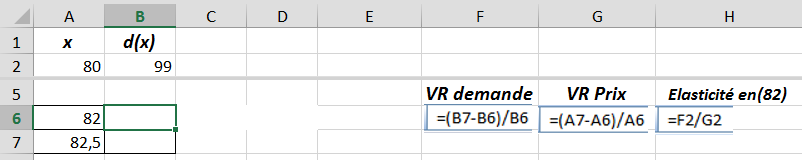 A B C D E F G H
1 x d(x)
2 80 99
5 VR demande VR Prix Elasticité en(82)
6 82 =(B7-B6)/B6 =(A7-A6)/A6 =F2/G2
7 82,5